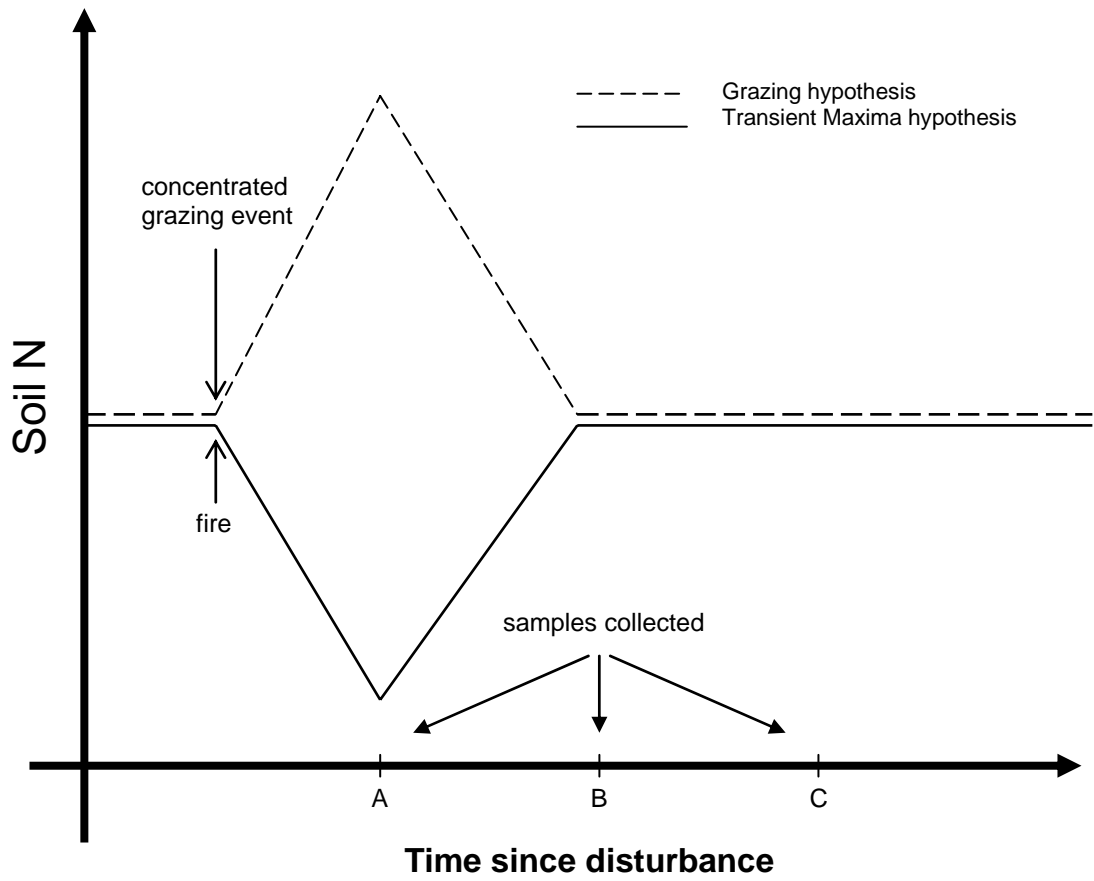 Grazing hypothesis
Transient Maxima hypothesis
concentrated
grazing event
Soil N
fire
samples collected
A
B
C
Time since disturbance